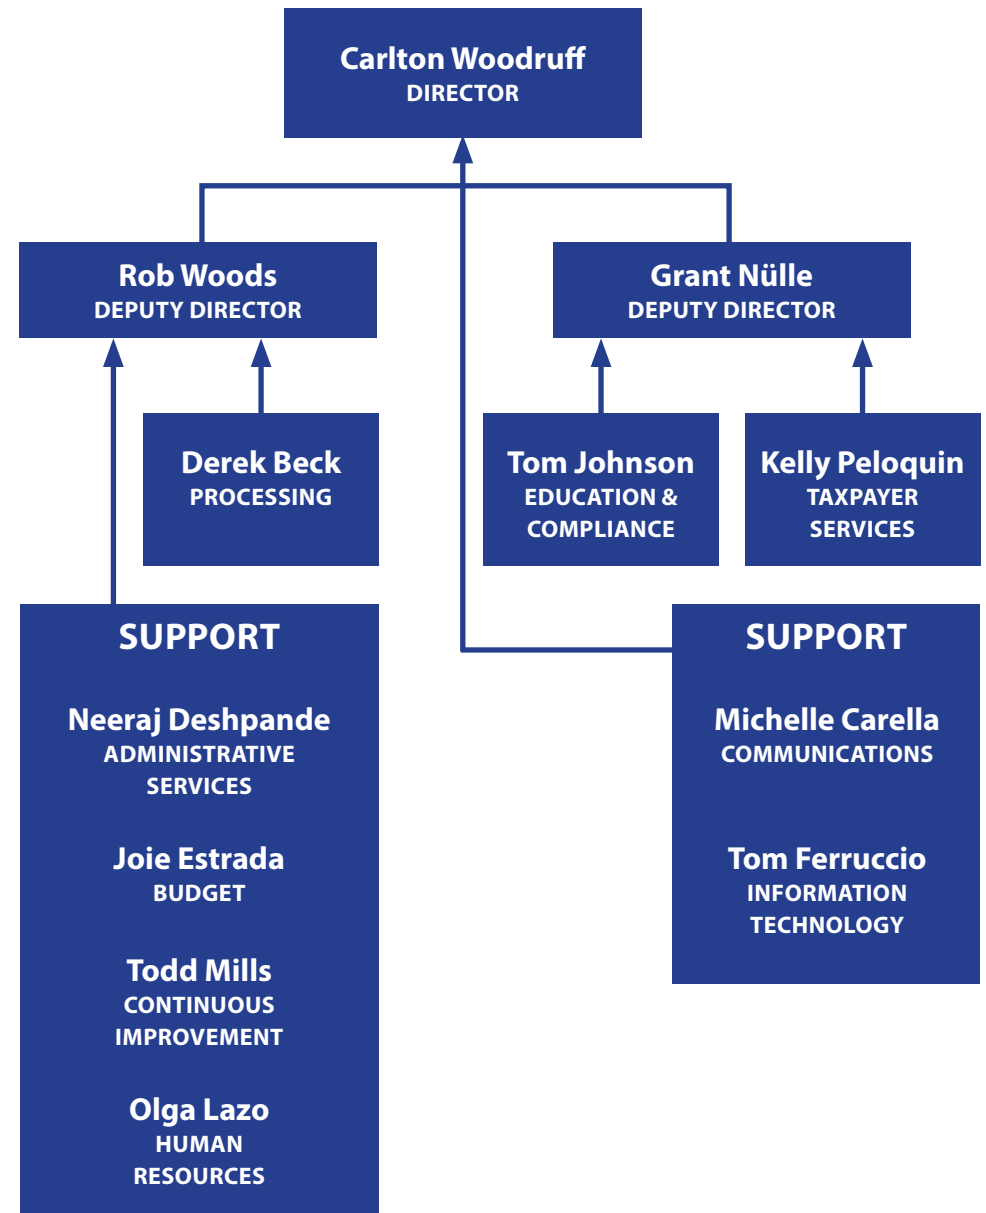 Carlton Woodruff
DIRECTOR
Rob Woods
DEPUTY DIRECTOR
Grant Nülle
DEPUTY DIRECTOR
Derek Beck
PROCESSING
Tom Johnson
EDUCATION &
COMPLIANCE
Kelly Peloquin
TAXPAYER
SERVICES
SUPPORT
Neeraj Deshpande
ADMINISTRATIVE
SERVICES
Joie Estrada
BUDGET
Todd Mills
CONTINUOUS
IMPROVEMENT
Olga Lazo
HUMAN
RESOURCES
SUPPORT
Michelle Carella
COMMUNICATIONS
Tom Ferruccio
INFORMATION
TECHNOLOGY